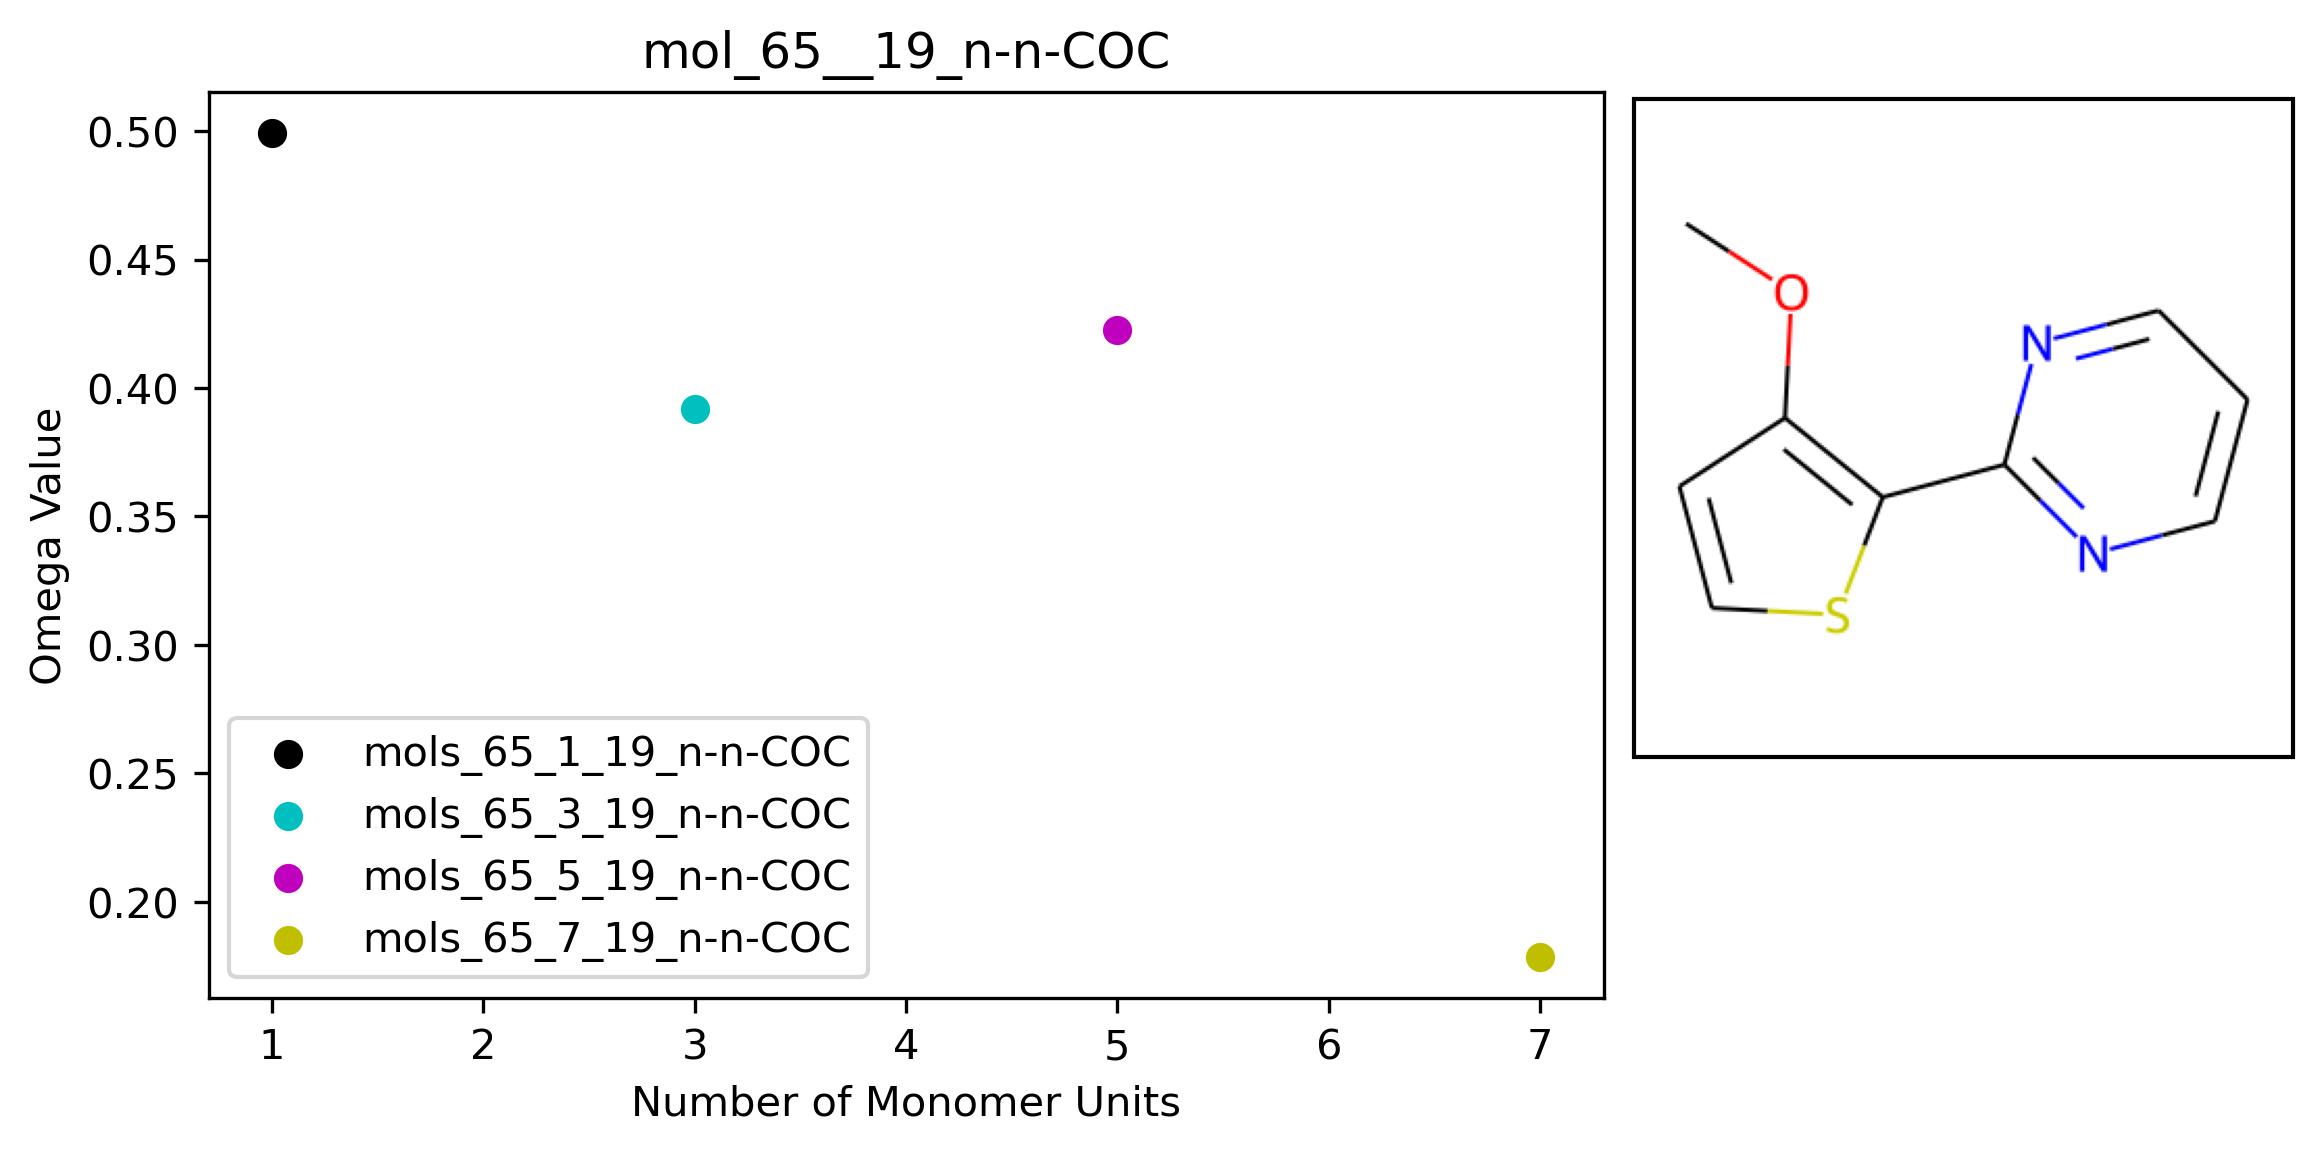 mol_65__19_n-n-COC
Omega Value
0.50
0.45
0.40
0.35
0.30
0.25
0.20
mols_65_1_19_n-n-COC
mols_65_3_19_n-n-COC
mols_65_5_19_n-n-COC
mols_65_7_19_n-n-COC
1 2 3 4 5 6 7
Number of Monomer Units
O
N
N
S